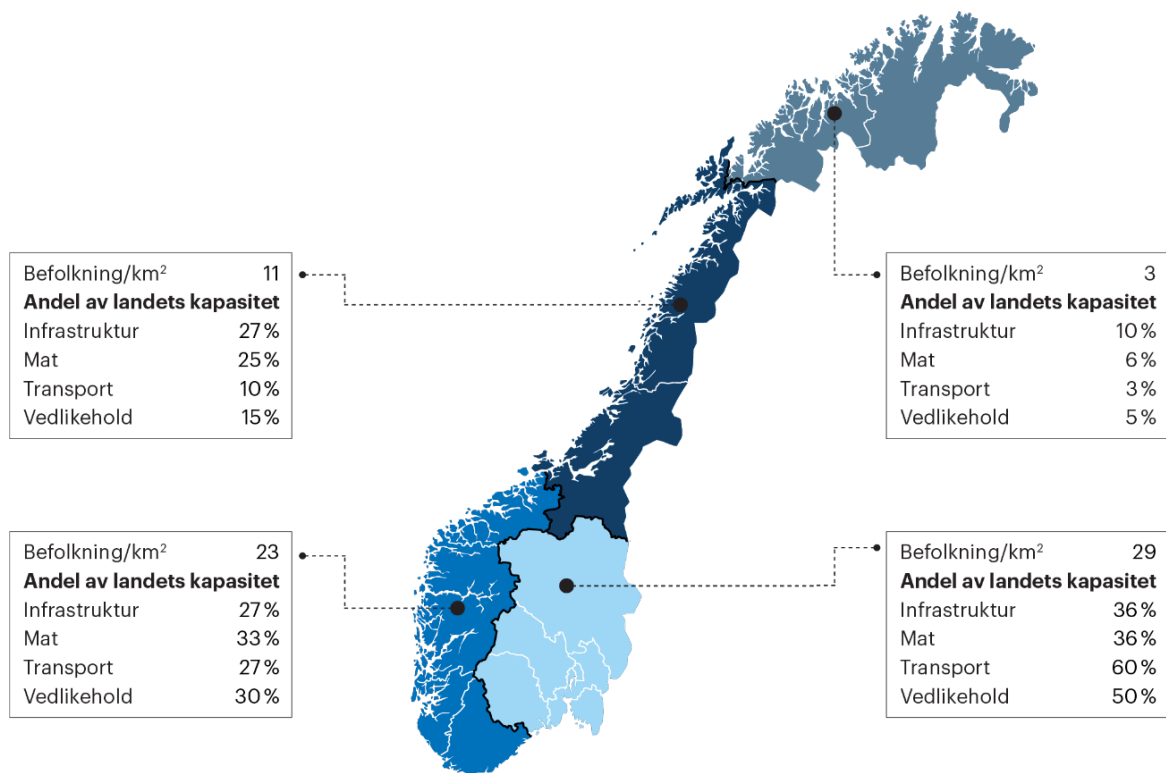 Befolkning/km² 11
Andel av landets kapasitet
Infrastruktur 27 %
Mat 25 %
Transport 10 %
Vedlikehold 15 %
Befolkning/km² 3
Andel av landets kapasitet
Infrastruktur 10 %
Mat 6 %
Transport 3 %
Vedlikehold 5 %
Befolkning/km² 23
Andel av landets kapasitet
Infrastruktur 27 %
Mat 33 %
Transport 27 %
Vedlikehold 30 %
Befolkning/km² 29
Andel av landets kapasitet
Infrastruktur 36 %
Mat 36 %
Transport 60 %
Vedlikehold 50 %